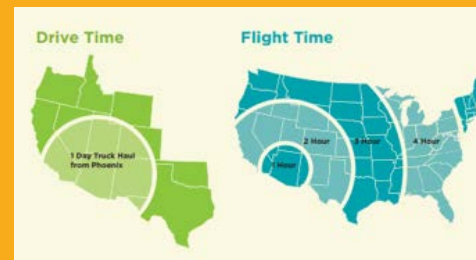 Drive Time
Flight Time
1 Day Truck Haul
from Phoenix
1 Hour
2 Hour
3 Hour
4 Hour